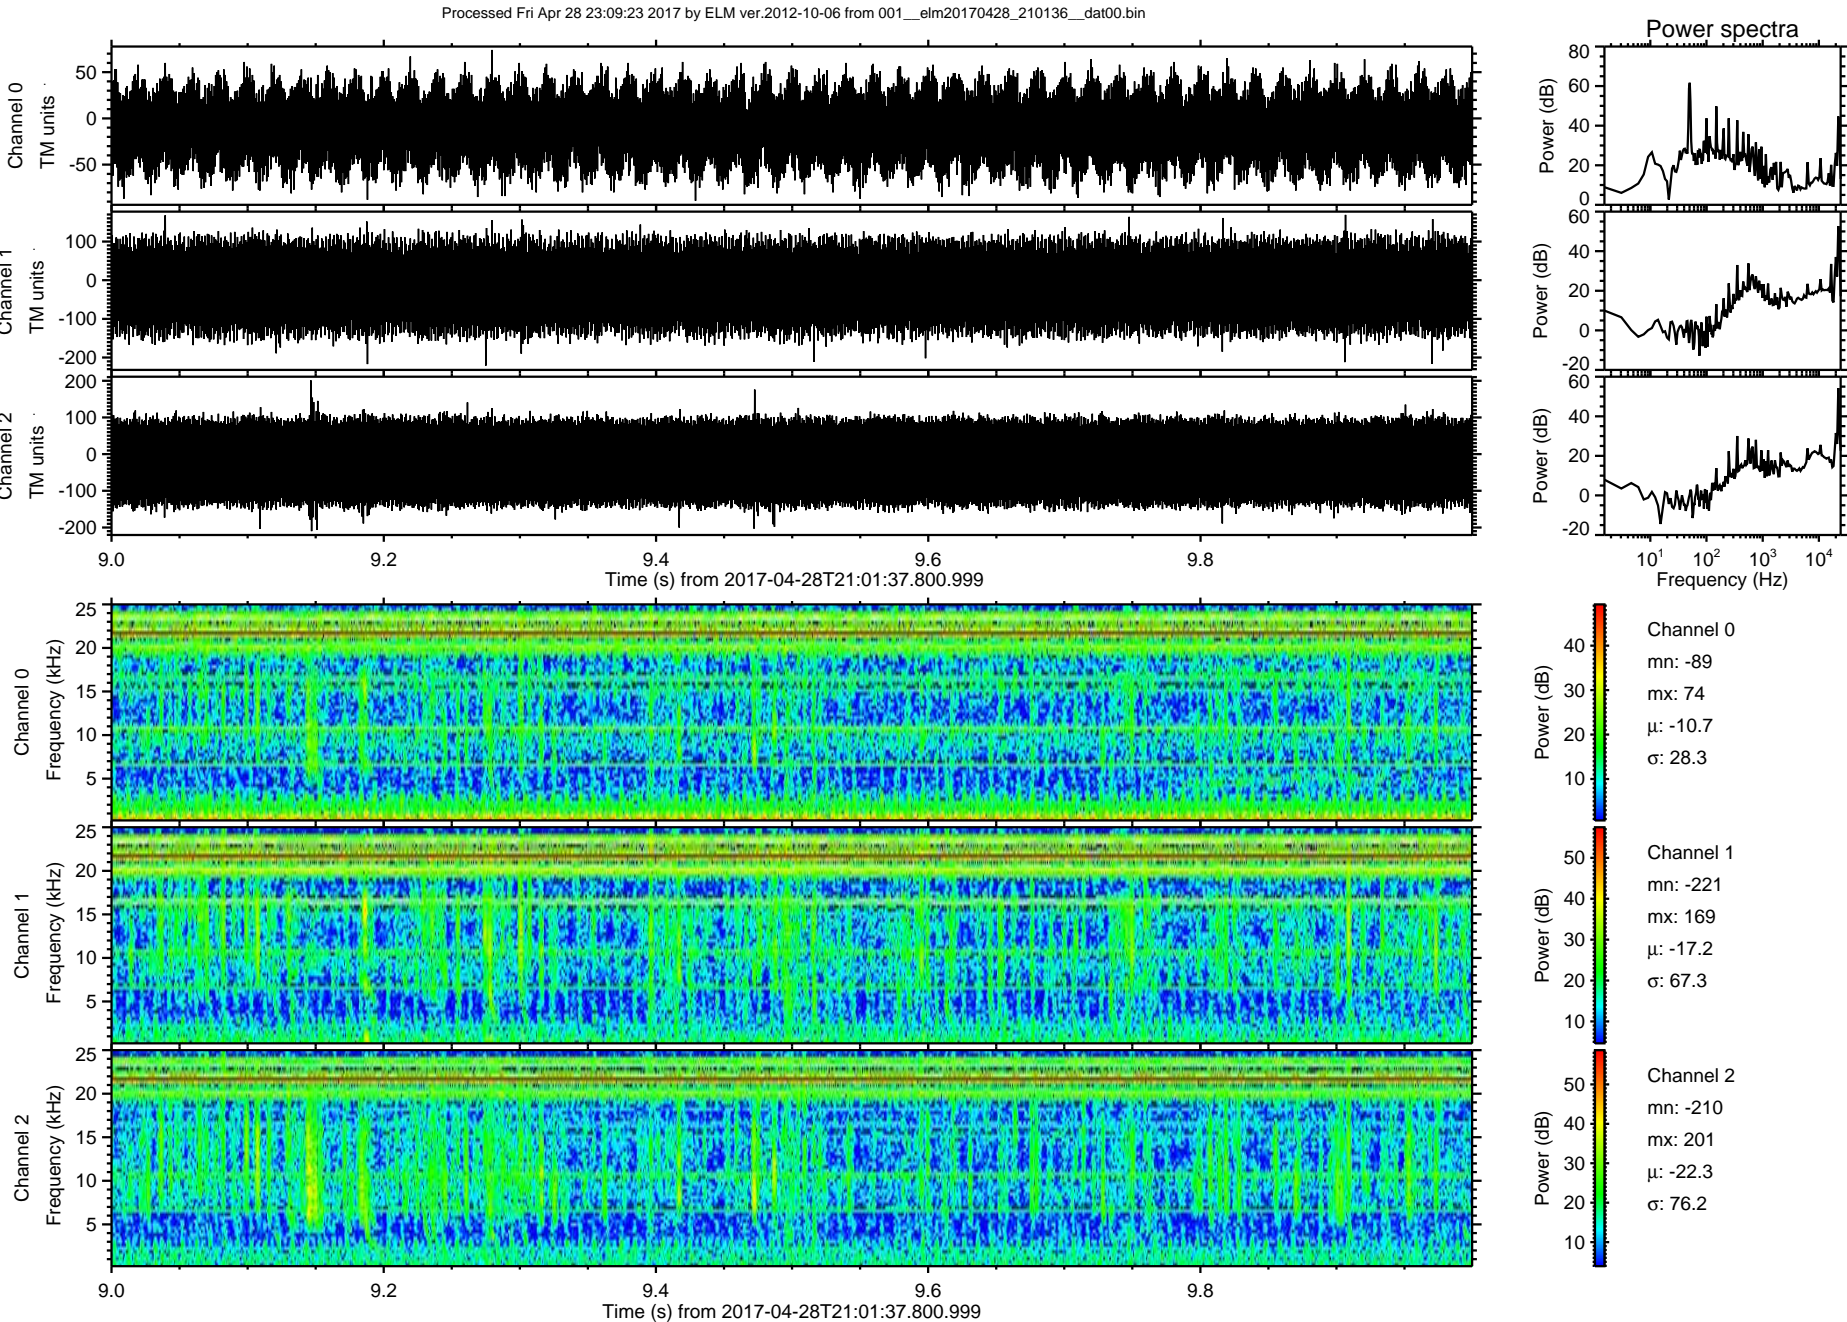 Processed Fri Apr 28 23:09:23 2017 by ELM ver.2012-10-06 from 001__elm20170428_210136__dat00.bin
Power spectra
Channel 0
TM units
50
0
-50
Power (dB)
80
60
40
20
0
Channel 1
TM units
100
0
-100
-200
Power (dB)
60
40
20
0
-20
Channel 2
TM units
200
100
0
-100
-200
Power (dB)
60
40
20
0
-20
9.0 9.2 9.4 9.6 9.8
Time (s) from 2017-04-28T21:01:37.800.999
10^1 10^2 10^3 10^4
Frequency (Hz)
Channel 0
Frequency (kHz)
25
20
15
10
5
Power (dB)
40
30
20
10
Channel 0
mn: -89
mx: 74
μ: -10.7
σ: 28.3
Channel 1
Frequency (kHz)
25
20
15
10
5
Power (dB)
50
40
30
20
10
Channel 1
mn: -221
mx: 169
μ: -17.2
σ: 67.3
Channel 2
Frequency (kHz)
25
20
15
10
5
Power (dB)
50
40
30
20
10
Channel 2
mn: -210
mx: 201
μ: -22.3
σ: 76.2
9.0 9.2 9.4 9.6 9.8
Time (s) from 2017-04-28T21:01:37.800.999